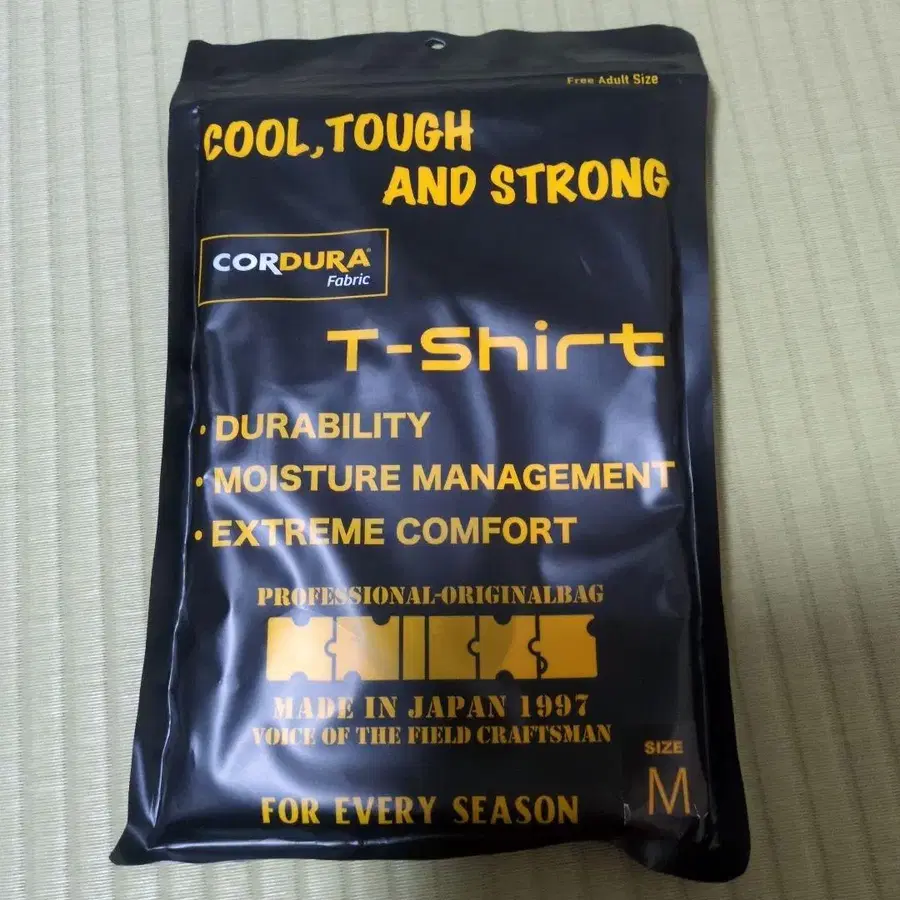 Free Adult Size
COOL, TOUGH
AND STRONG
CORDURA®
Fabric
T-Shirt
· DURABILITY
· MOISTURE MANAGEMENT
· EXTREME COMFORT
PROFESSIONAL-ORIGINALBAG
KNICKS
MADE IN JAPAN 1997
VOICE OF THE FIELD CRAFTSMAN
SIZE
M
FOR EVERY SEASON